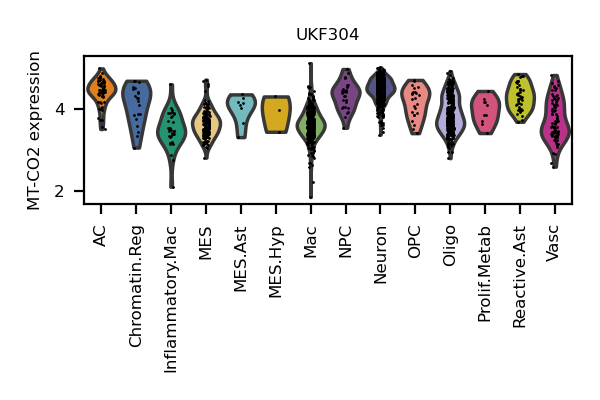 UKF304
MT-CO2 expression
4
2
AC
Chromatin.Reg
Inflammatory.Mac
MES
MES.Ast
MES.Hyp
Mac
NPC
Neuron
OPC
Oligo
Prolif.Metab
Reactive.Ast
Vasc